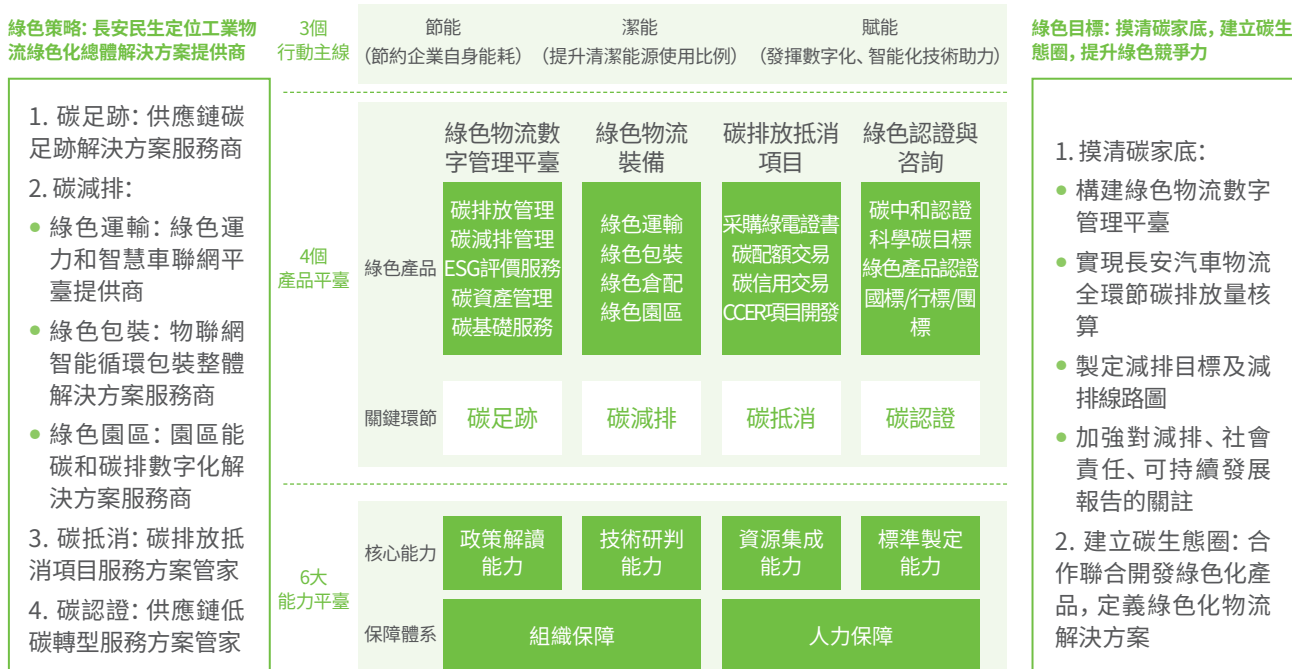 綠色策略：長安民生定位工業物
流綠色化總體解決方案提供商
1. 碳足跡：供應鏈碳
足跡解決方案服務商
2. 碳減排：
• 綠色運輸：綠色運
力和智慧車聯網平
臺提供商
• 綠色包裝：物聯網
智能循環包裝整體
解決方案服務商
• 綠色園區：園區能
碳和碳排數字化解
決方案服務商
3. 碳抵消：碳排放抵
消項目服務方案管家
4. 碳認證：供應鏈低
碳轉型服務方案管家
3個
行動主線
節能
（節約企業自身能耗）
潔能
（提升清潔能源使用比例）
賦能
（發揮數字化、智能化技術助力）
4個
產品平臺
綠色物流數
字管理平臺
綠色物流
裝備
碳排放抵消
項目
綠色認證與
咨詢
綠色產品
碳排放管理
碳減排管理
ESG評價服務
碳資產管理
碳基礎服務
綠色運輸
綠色包裝
綠色倉配
綠色園區
采購綠電證書
碳配額交易
碳信用交易
CCER項目開發
碳中和認證
科學碳目標
綠色產品認證
國標/行標/團
標
關鍵環節
碳足跡
碳減排
碳抵消
碳認證
6大
能力平臺
核心能力
政策解讀
能力
技術研判
能力
資源集成
能力
標準製定
能力
保障體系
組織保障
人力保障
綠色目標：摸清碳家底，建立碳生
態圈，提升綠色競爭力
1. 摸清碳家底：
• 構建綠色物流數字
管理平臺
• 實現長安汽車物流
全環節碳排放量核
算
• 製定減排目標及減
排線路圖
• 加強對減排、社會
責任、可持續發展
報告的關註
2. 建立碳生態圈：合
作聯合開發綠色化產
品，定義綠色化物流
解決方案